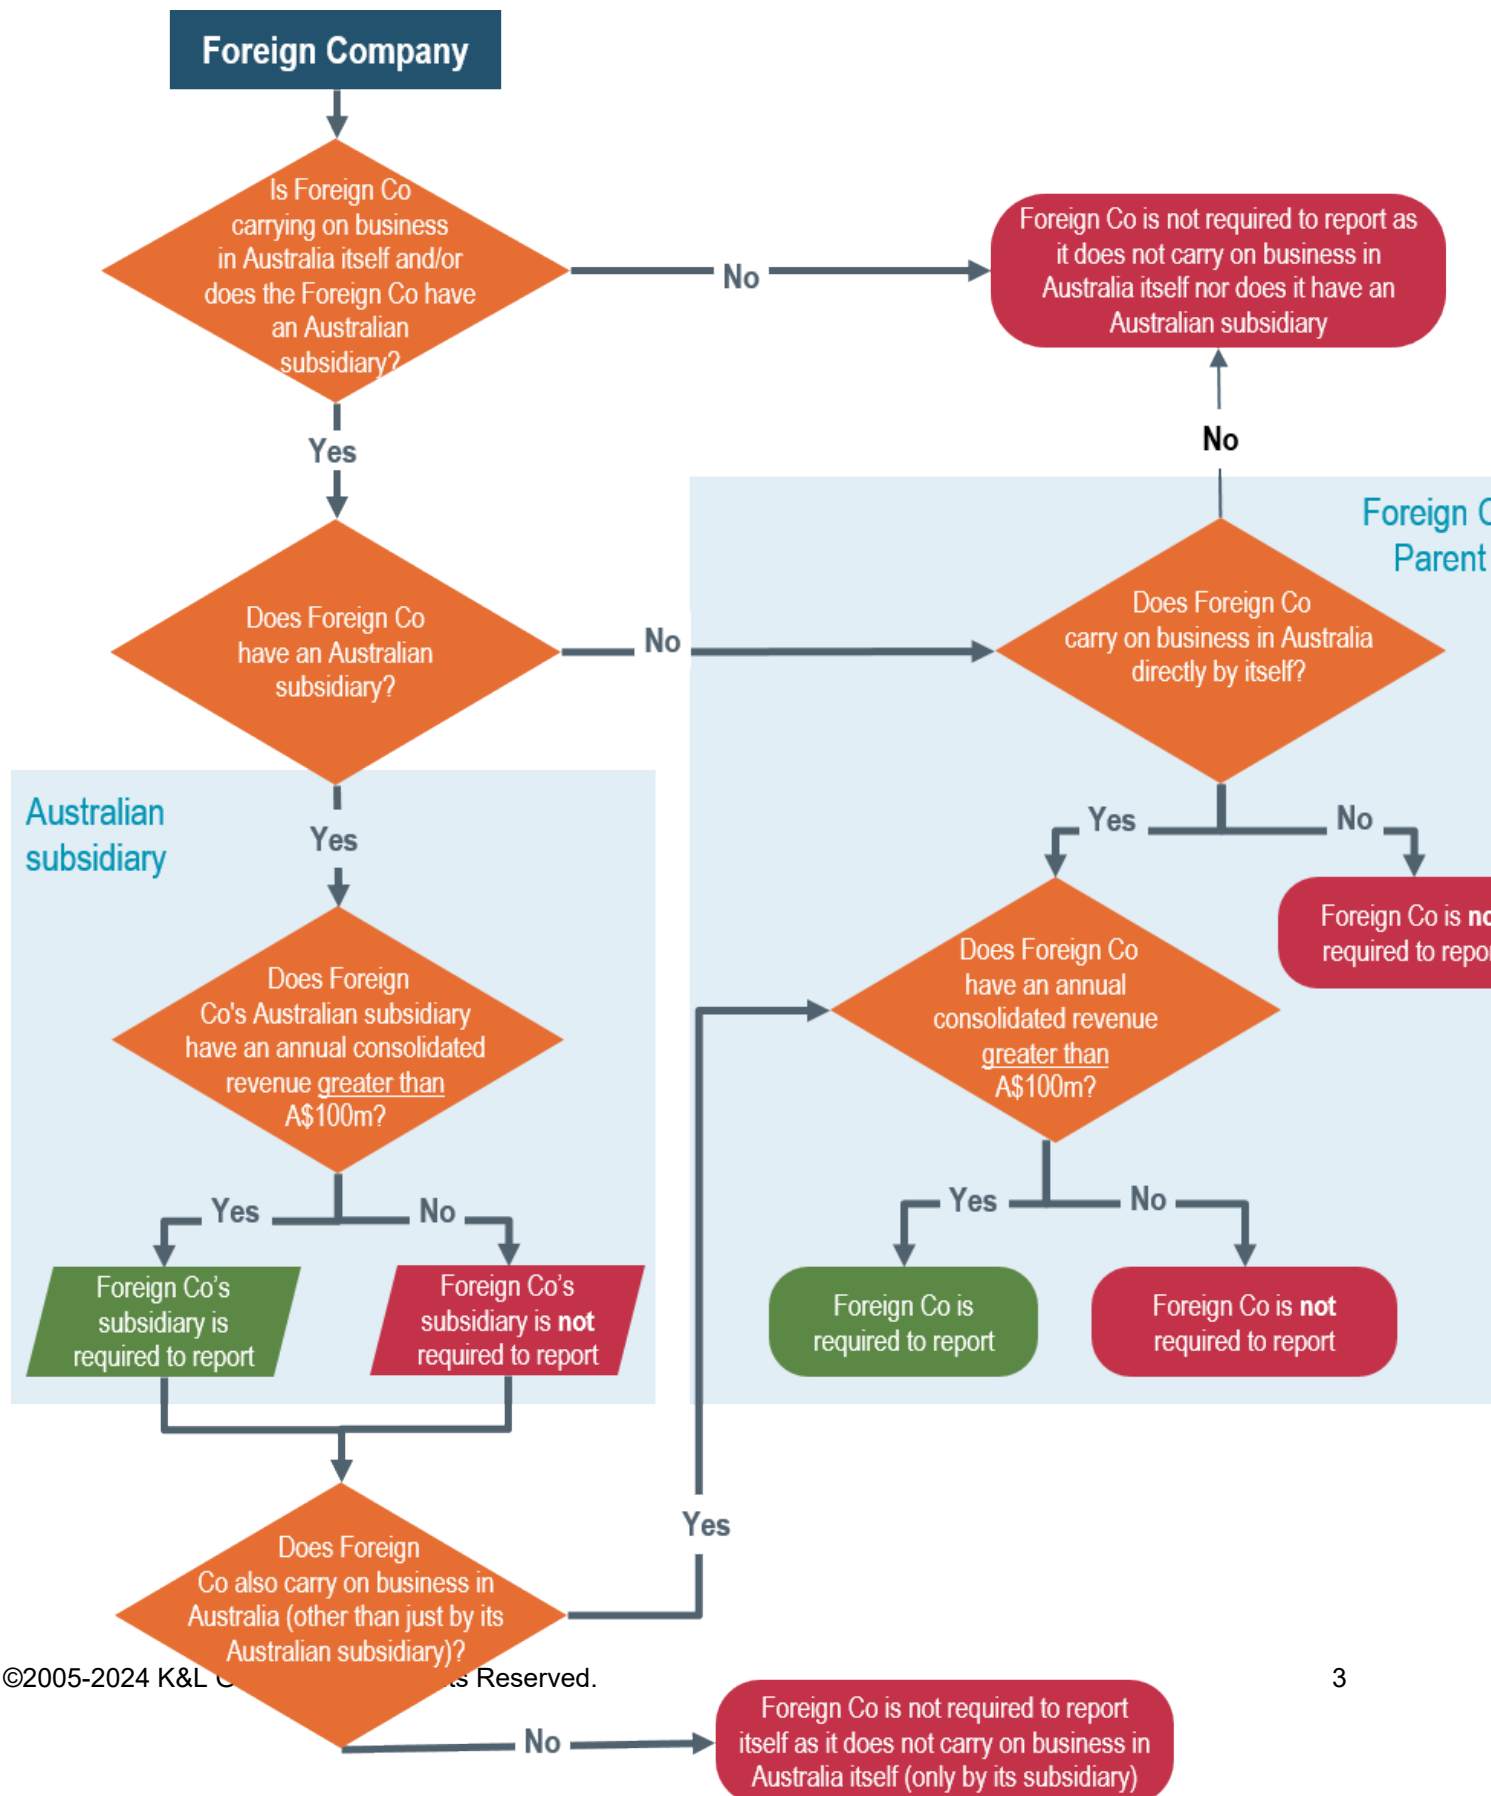 Foreign Company
Is Foreign Co
carrying on business
in Australia itself and/or
does the Foreign Co have
an Australian
subsidiary?
No
Foreign Co is not required to report as
it does not carry on business in
Australia itself nor does it have an
Australian subsidiary
Yes
No
Foreign
Parent
Does Foreign Co
have an Australian
subsidiary?
No
Does Foreign Co
carry on business in Australia
directly by itself?
Australian
subsidiary
Yes
Yes
No
Foreign Co is
required to
Does Foreign
Co's Australian subsidiary
have an annual consolidated
revenue greater than
A$100m?
Does Foreign Co
have an annual
consolidated revenue
greater than
A$100m?
Yes
No
Yes
No
Foreign Co’s
subsidiary is
required to report
Foreign Co’s
subsidiary is not
required to report
Foreign Co is
required to report
Foreign Co is not
required to report
Yes
Does Foreign
Co also carry on business in
Australia (other than just by its
Australian subsidiary)?
©2005-2024 K&L
Reserved.
3
No
Foreign Co is not required to report
itself as it does not carry on business in
Australia itself (only by its subsidiary)